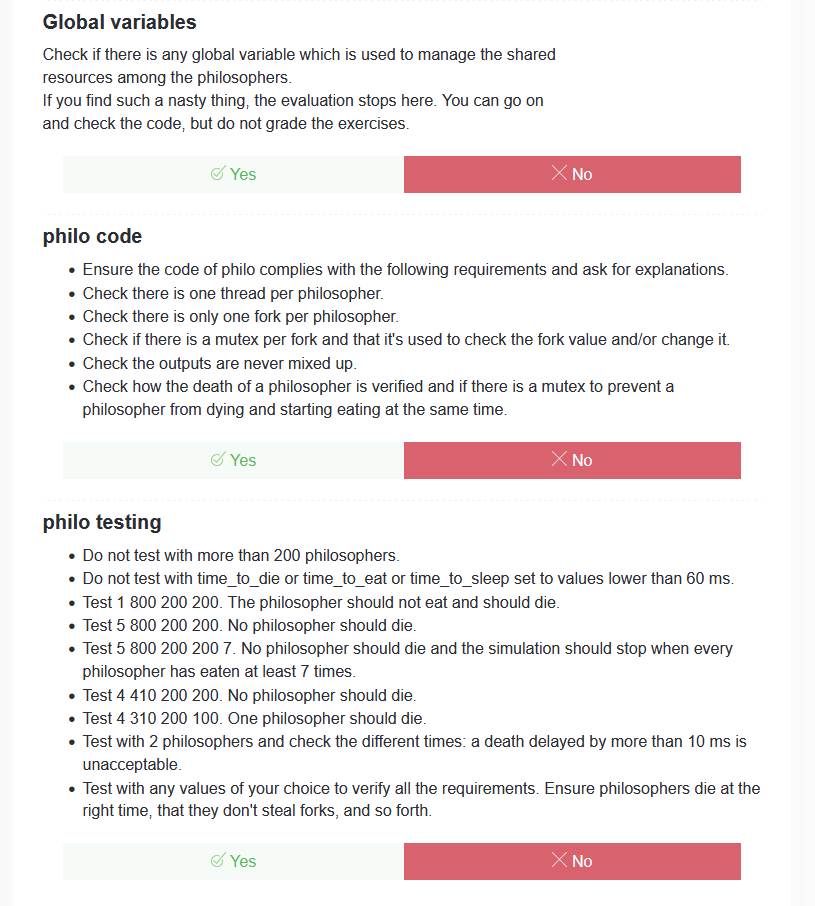 Global variables
Check if there is any global variable which is used to manage the shared
resources among the philosophers.
If you find such a nasty thing, the evaluation stops here. You can go on
and check the code, but do not grade the exercises.
Yes
No
philo code
Ensure the code of philo complies with the following requirements and ask for explanations.
Check there is one thread per philosopher.
Check there is only one fork per philosopher.
Check if there is a mutex per fork and that it's used to check the fork value and/or change it.
Check the outputs are never mixed up.
Check how the death of a philosopher is verified and if there is a mutex to prevent a
philosopher from dying and starting eating at the same time.
Yes
No
philo testing
Do not test with more than 200 philosophers.
Do not test with time_to_die or time_to_eat or time_to_sleep set to values lower than 60 ms.
Test 1 800 200 200. The philosopher should not eat and should die.
Test 5 800 200 200. No philosopher should die.
Test 5 800 200 200 7. No philosopher should die and the simulation should stop when every
philosopher has eaten at least 7 times.
Test 4 410 200 200. No philosopher should die.
Test 4 310 200 100. One philosopher should die.
Test with 2 philosophers and check the different times: a death delayed by more than 10 ms is
unacceptable.
Test with any values of your choice to verify all the requirements. Ensure philosophers die at the
right time, that they don't steal forks, and so forth.
Yes
No